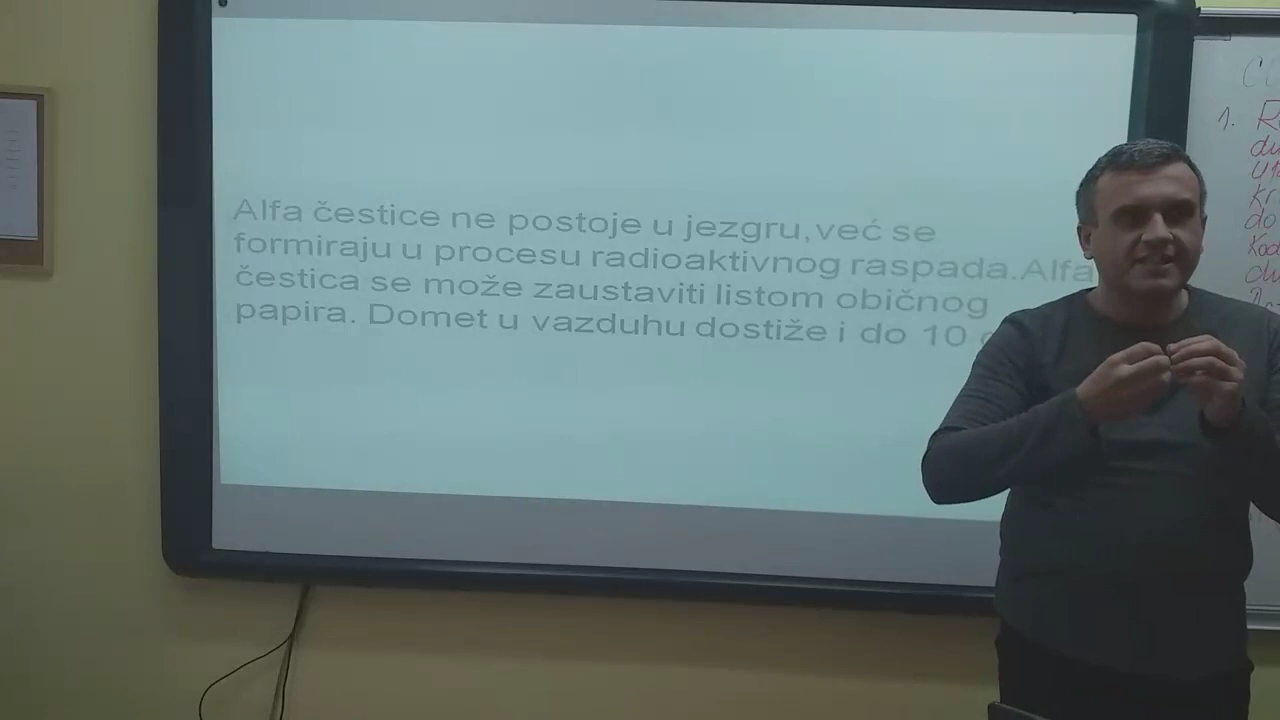 Alfa čestice ne postoje u jezgru,već se
formiraju u procesu radioaktivnog raspada.Alfa
čestica se može zaustaviti listom običnog
papira. Domet u vazduhu dostiže i do 10
1.